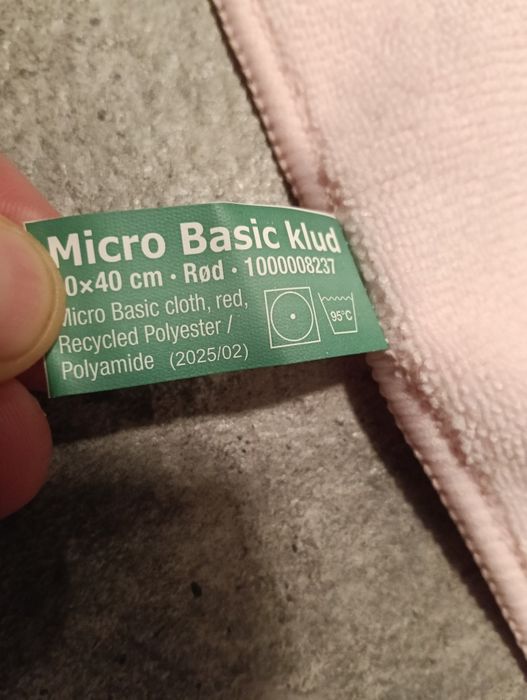 Micro Basic klud
0×40 cm · Rød · 1000008237
Micro Basic cloth, red,
Recycled Polyester /
Polyamide (2025/02)
95°C